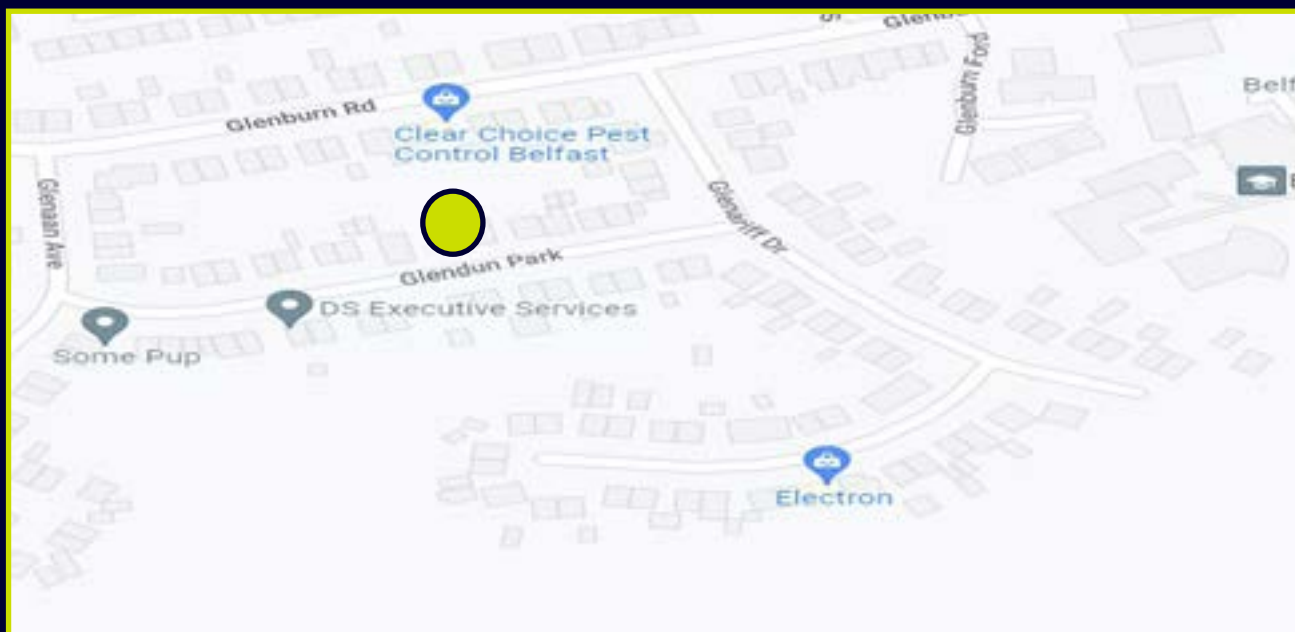 Glenburn Rd
Clear Choice Pest
Control Belfast
Glenburn Ford
Glenaan Ave
Glenariff Dr
Glendun Park
DS Executive Services
Some Pup
Electron